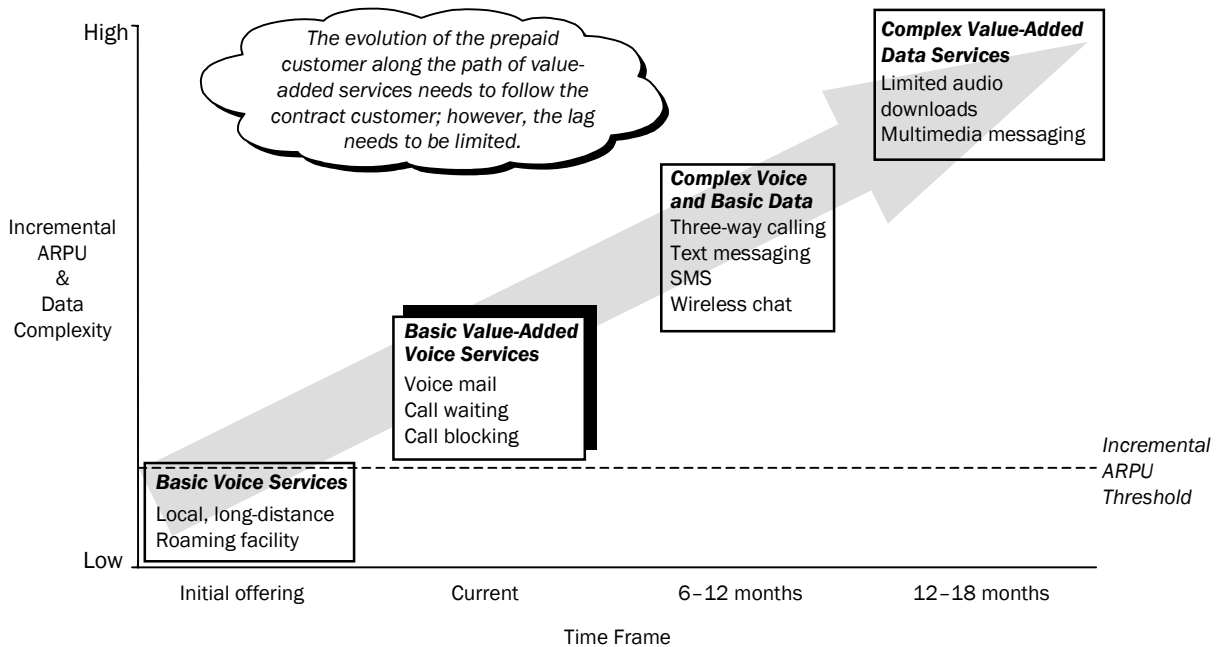 High
The evolution of the prepaid
customer along the path of value-
added services needs to follow the
contract customer; however, the lag
needs to be limited.
Complex Value-Added
Data Services
Limited audio
downloads
Multimedia messaging
Complex Voice
and Basic Data
Three-way calling
Text messaging
SMS
Wireless chat
Incremental
ARPU
&
Data
Complexity
Basic Value-Added
Voice Services
Voice mail
Call waiting
Call blocking
Incremental
ARPU
Threshold
Basic Voice Services
Local, long-distance
Roaming facility
Low
Initial offering
Current
6–12 months
12–18 months
Time Frame